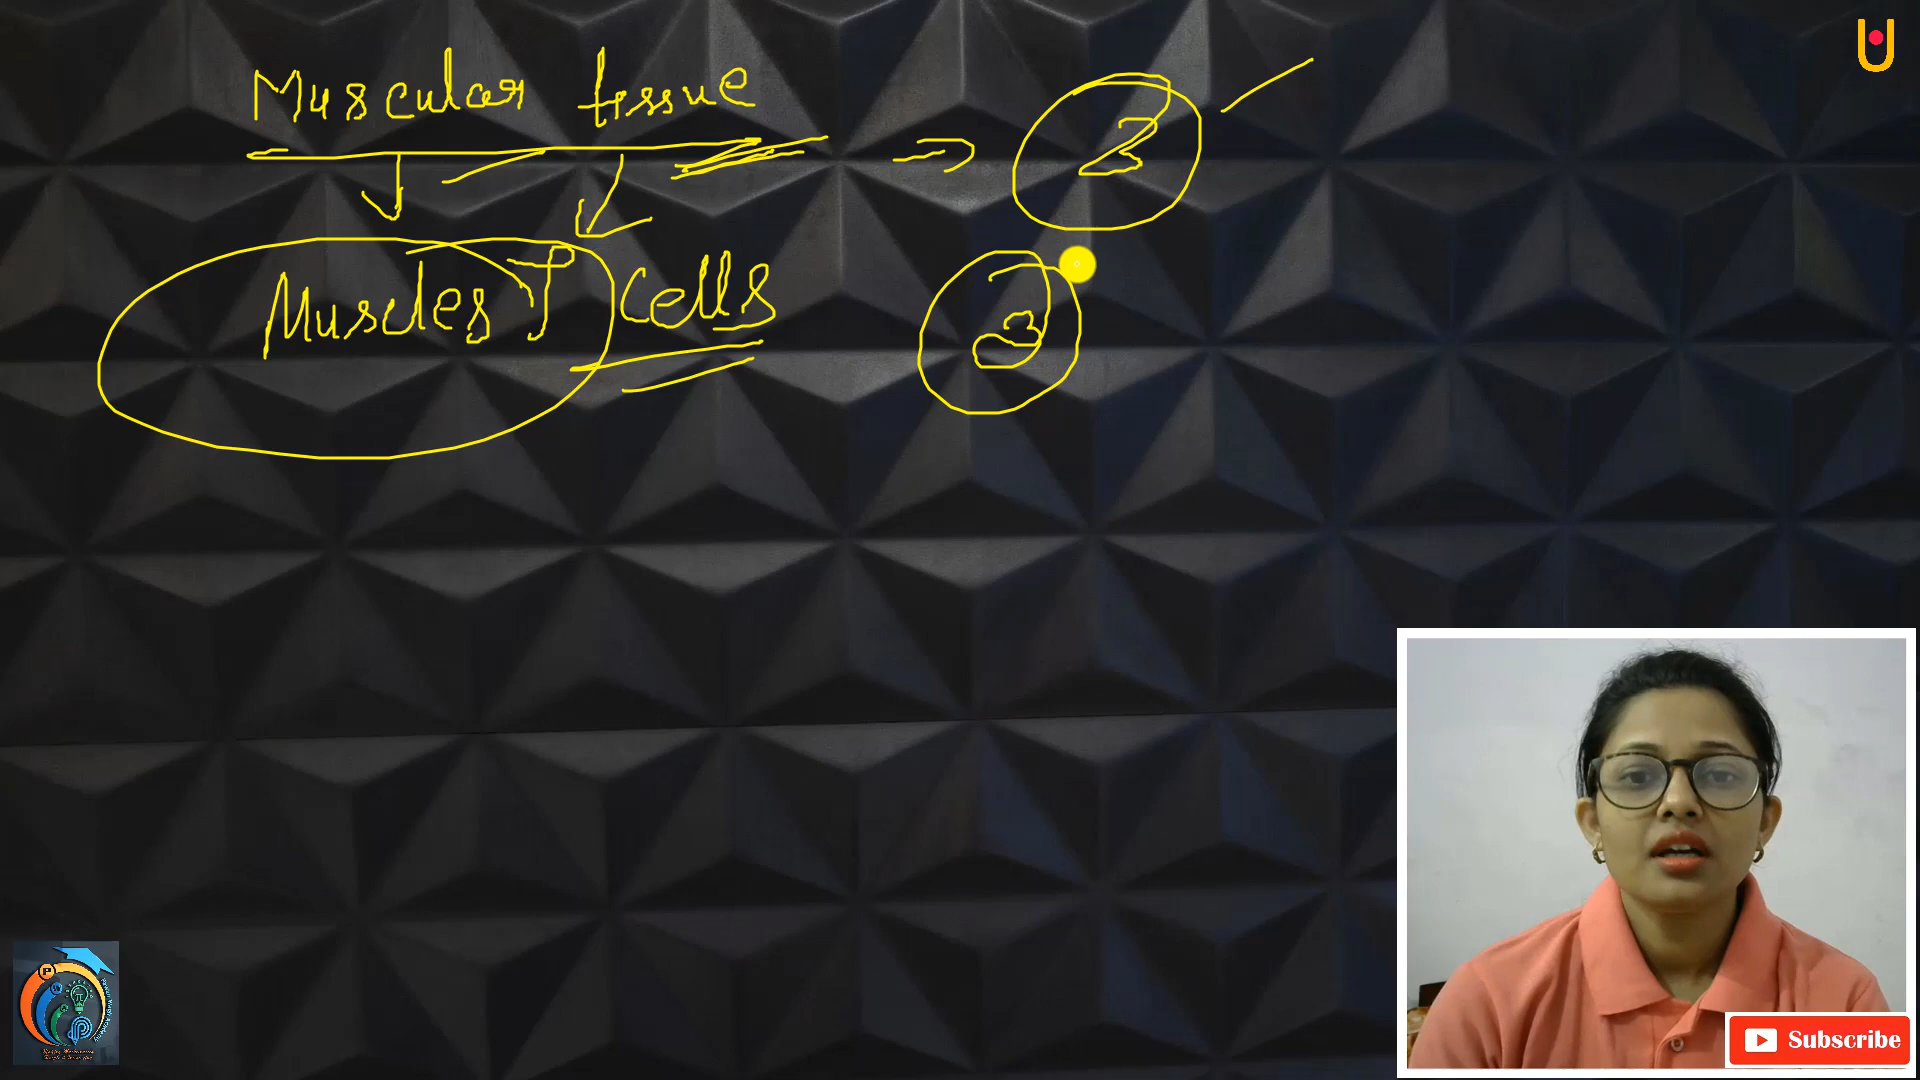 Muscular tissue → 2
Muscles Cells 3
Subscribe